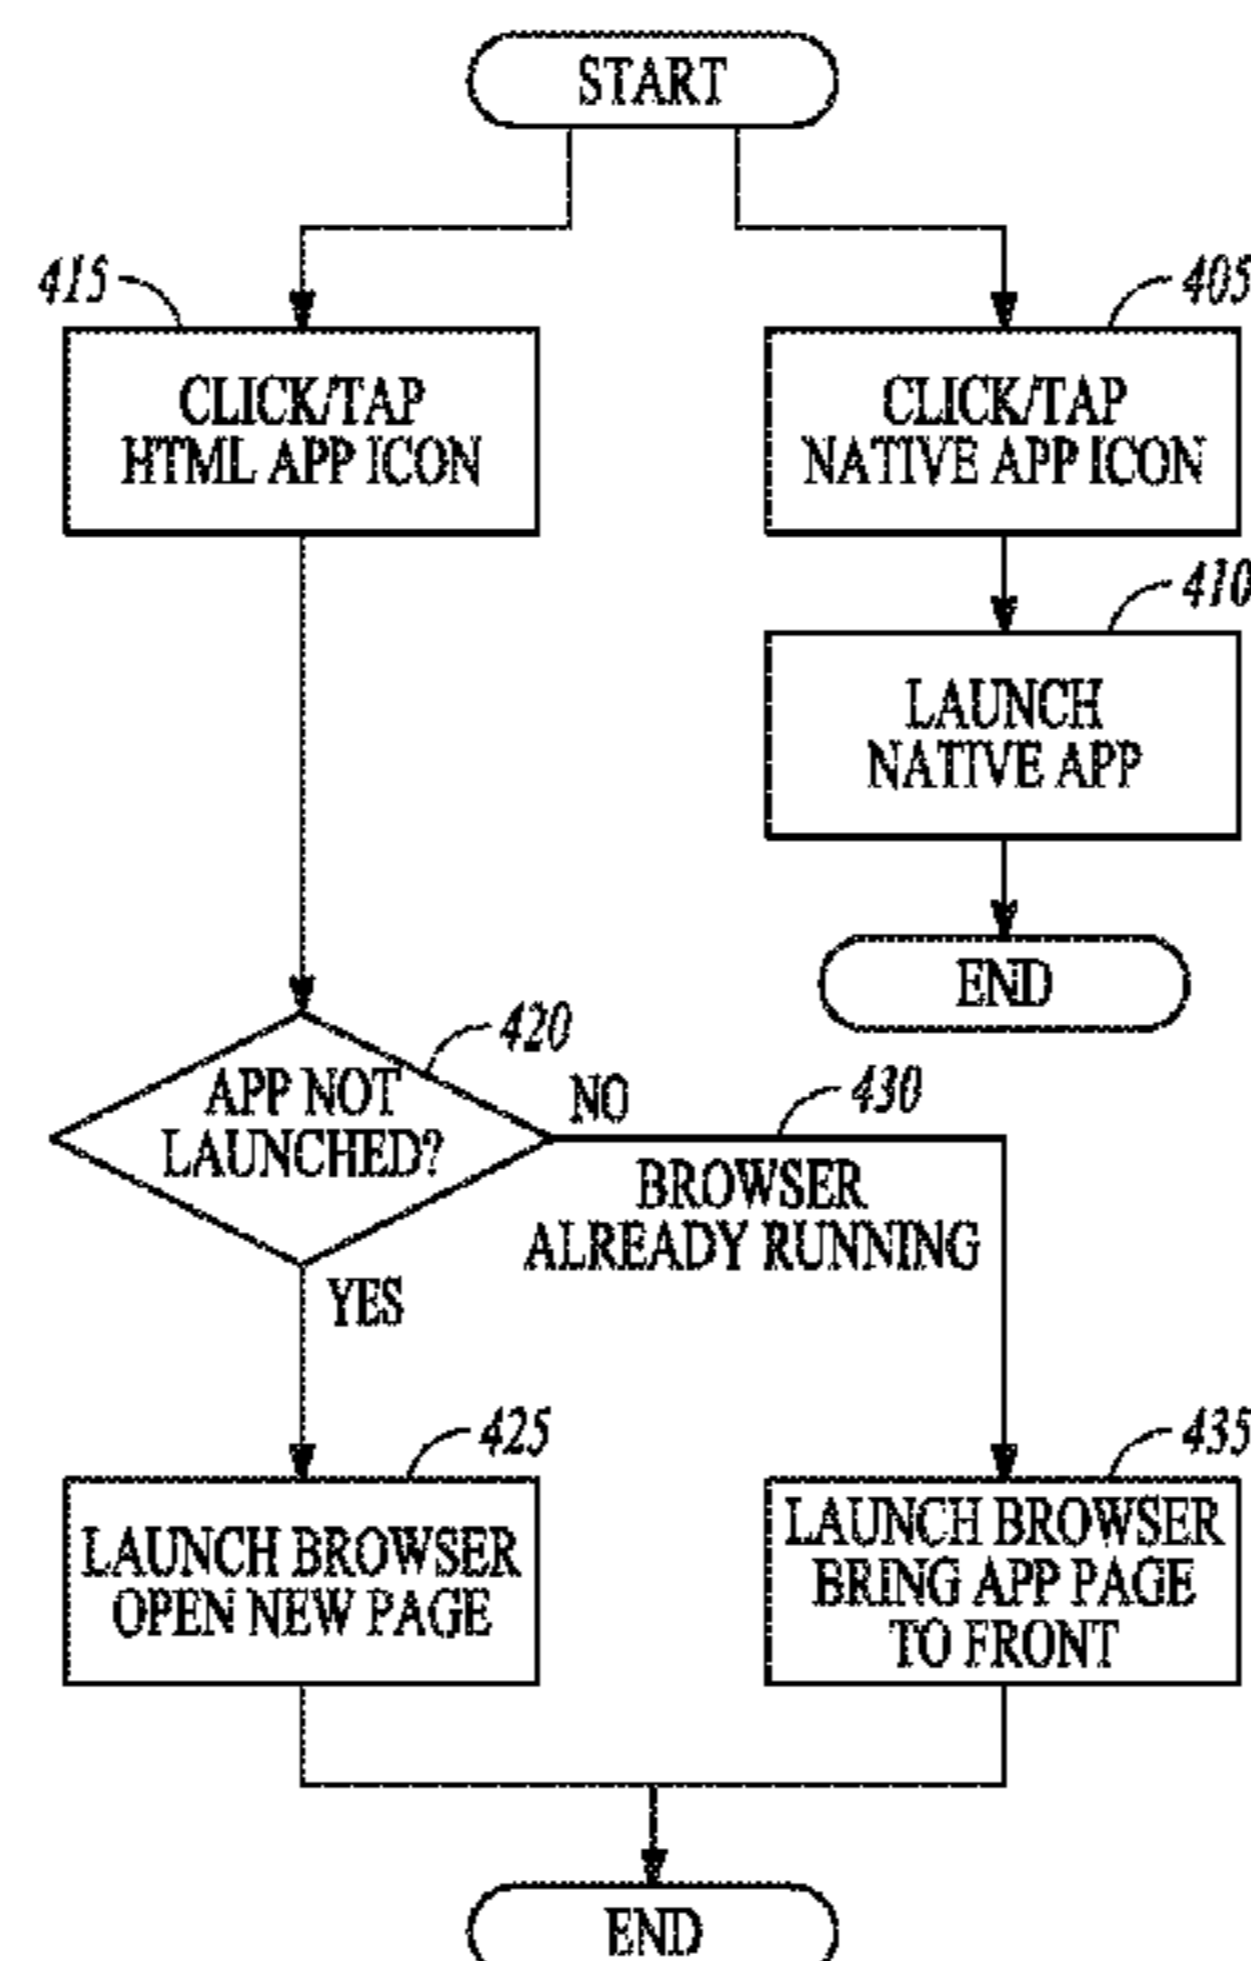 START
415
CLICK/TAP
HTML APP ICON
405
CLICK/TAP
NATIVE APP ICON
410
LAUNCH
NATIVE APP
END
420
APP NOT
LAUNCHED?
NO
430
BROWSER
ALREADY RUNNING
YES
425
LAUNCH BROWSER
OPEN NEW PAGE
435
LAUNCH BROWSER
BRING APP PAGE
TO FRONT
END